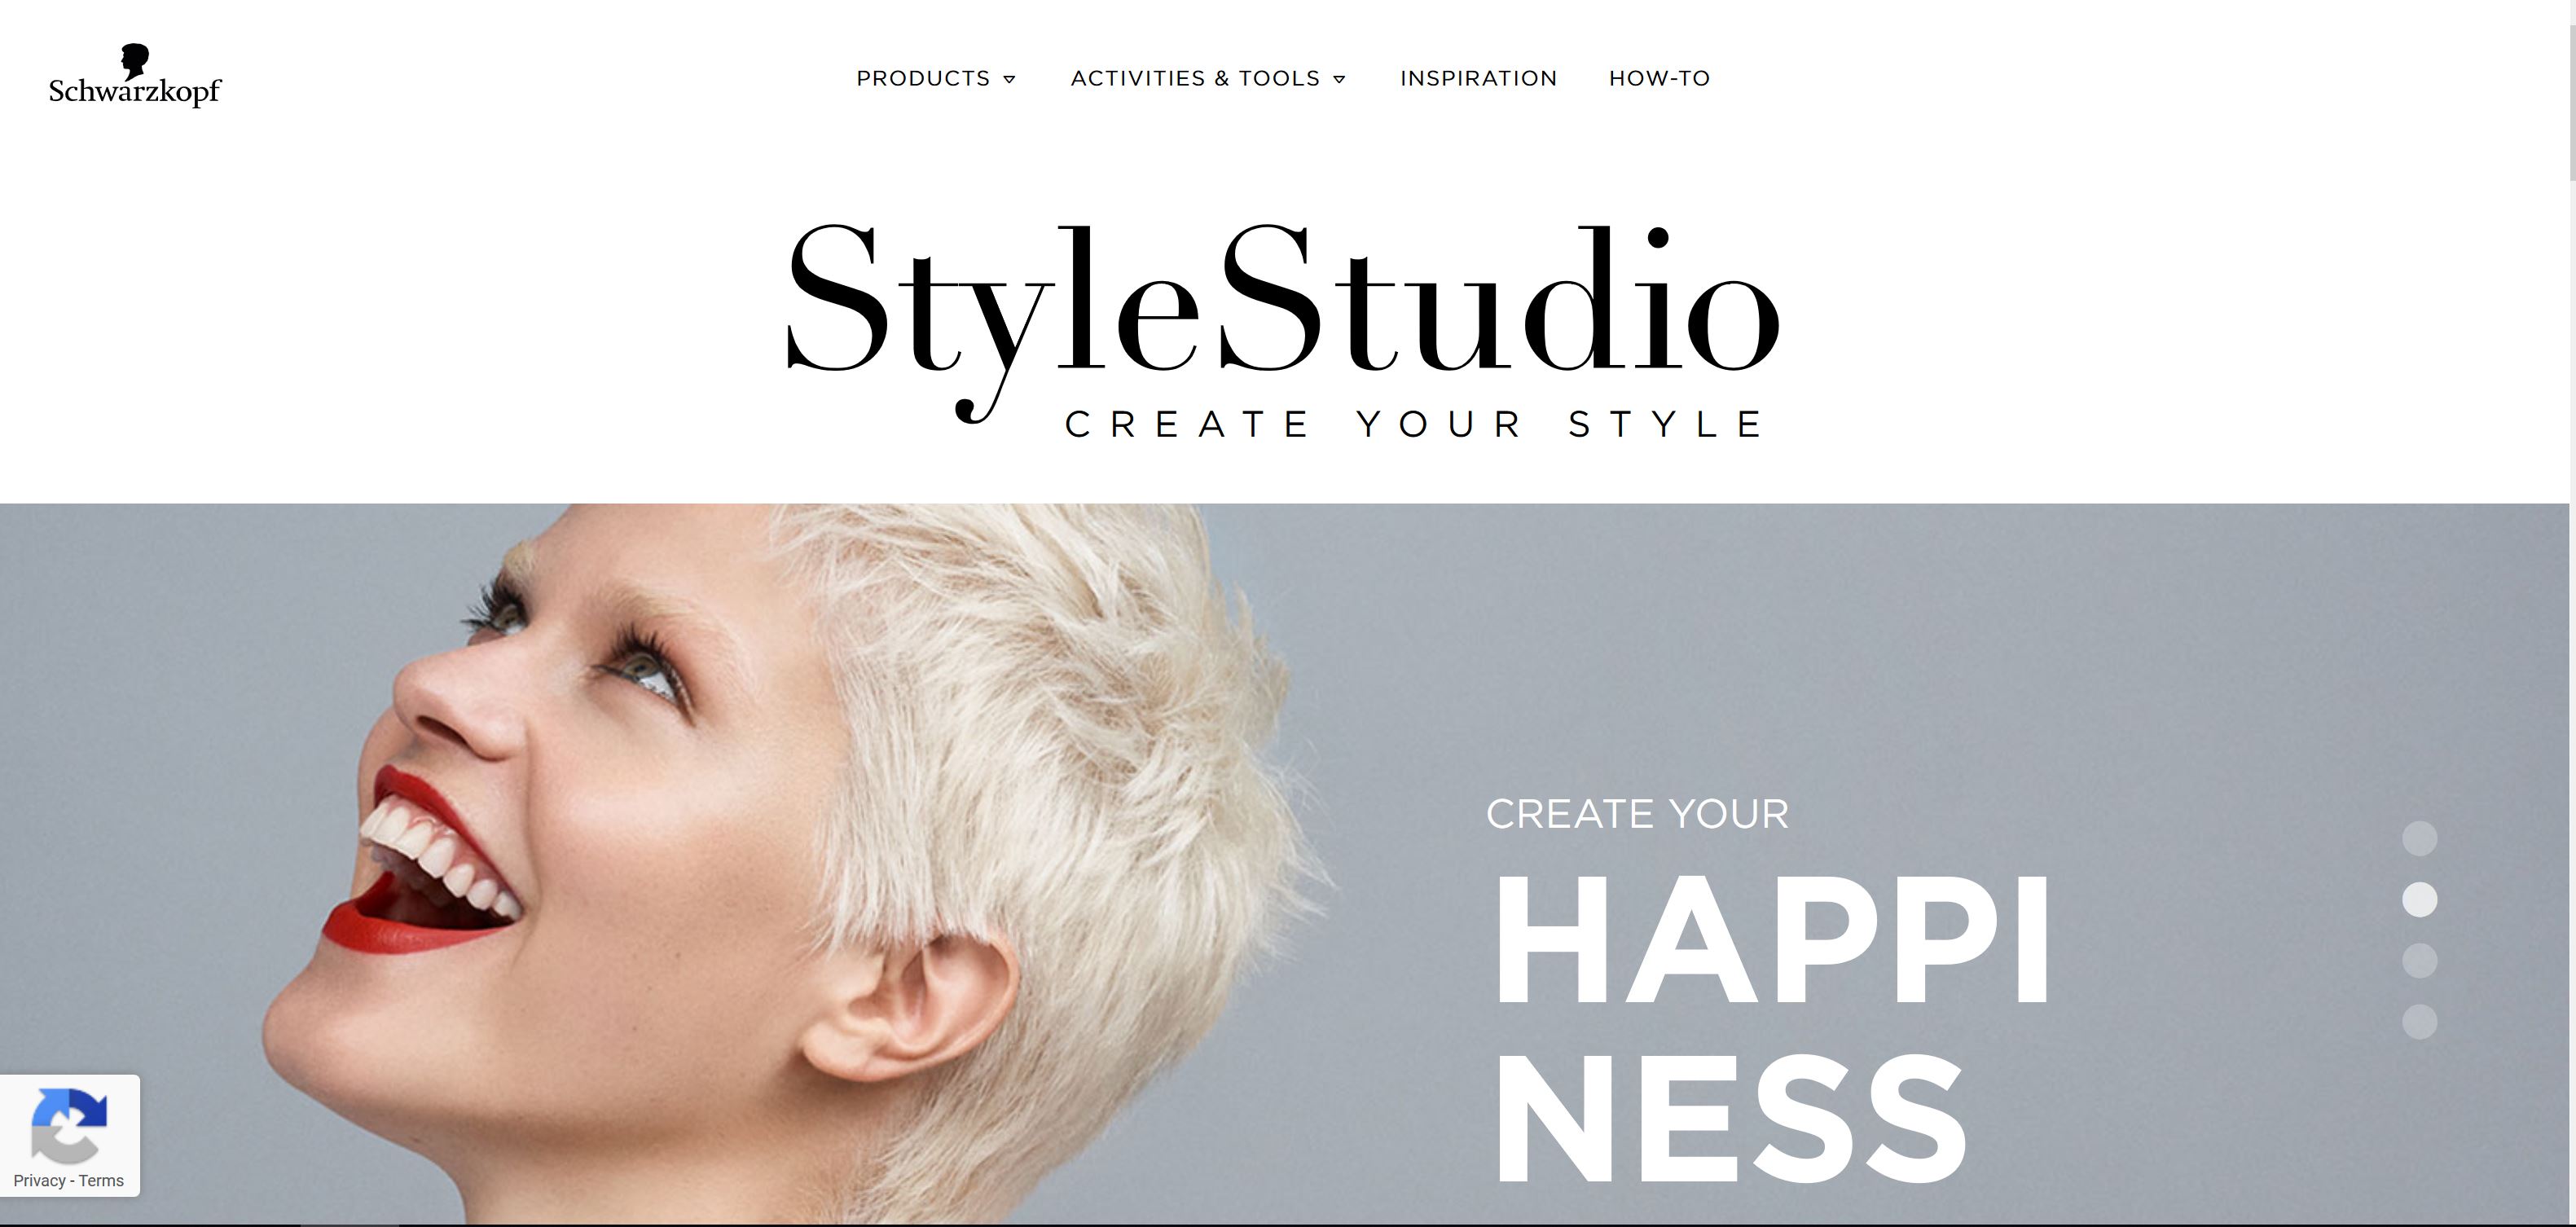 Schwarzkopf
PRODUCTS
ACTIVITIES & TOOLS
INSPIRATION
HOW-TO
StyleStudio
CREATE YOUR STYLE
CREATE YOUR
HAPPI
NESS
Privacy - Terms